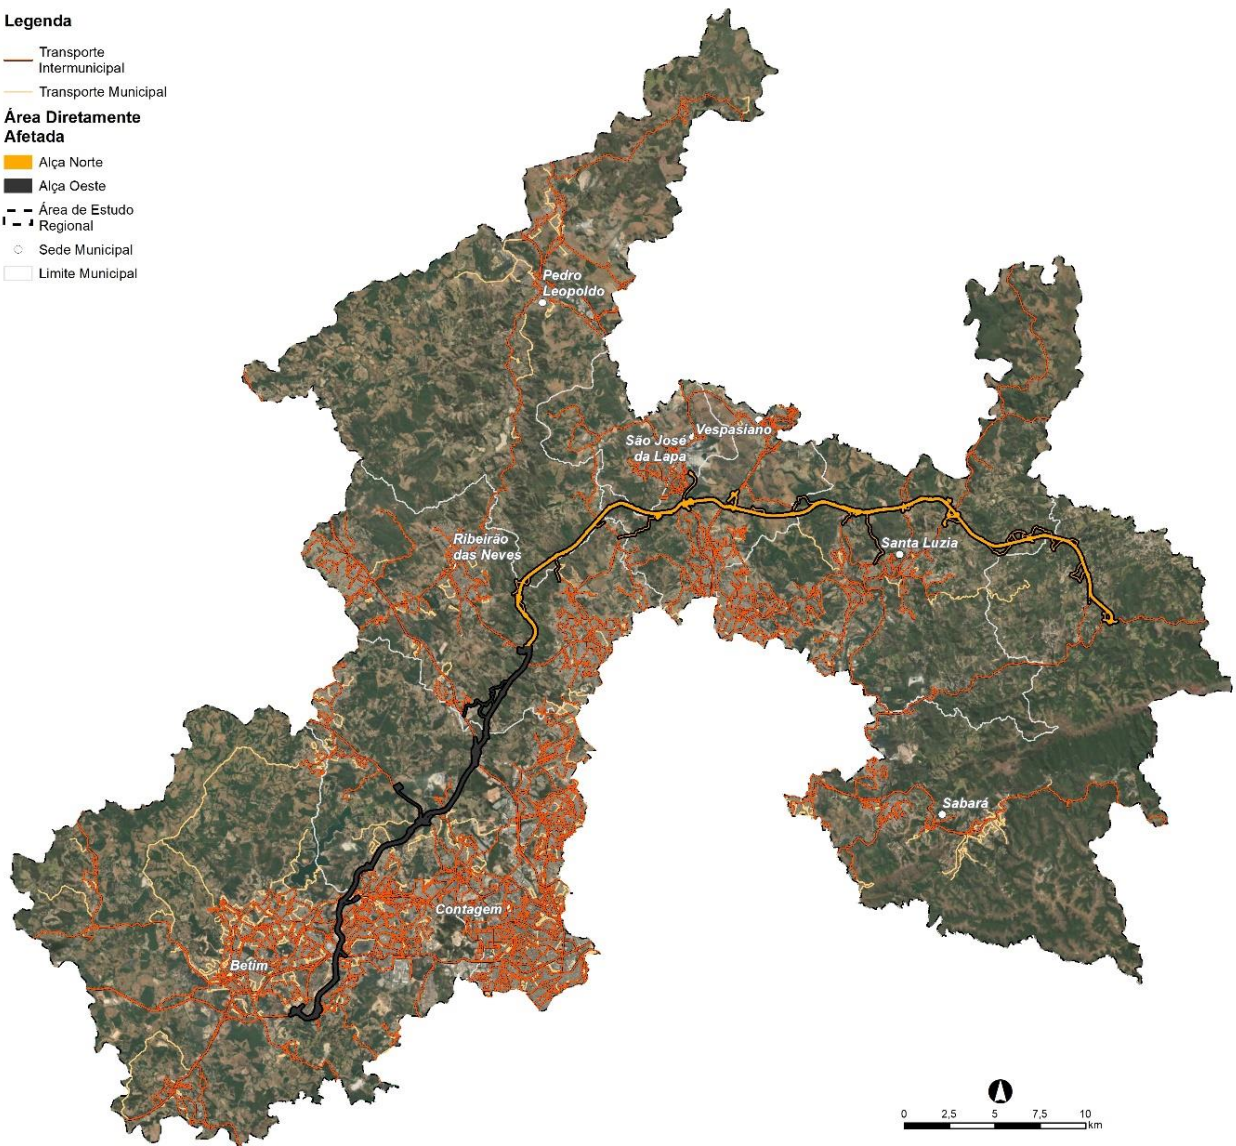 Legenda
Transporte
Intermunicipal
Transporte Municipal
Área Diretamente
Afetada
Alça Norte
Alça Oeste
Área de Estudo
Regional
Sede Municipal
Limite Municipal
Pedro
Leopoldo
Vespasiano
São José
da Lapa
Ribeirão
das Neves
Santa Luzia
Sabará
Contagem
Betim
0 2,5 5 7,5 10
km